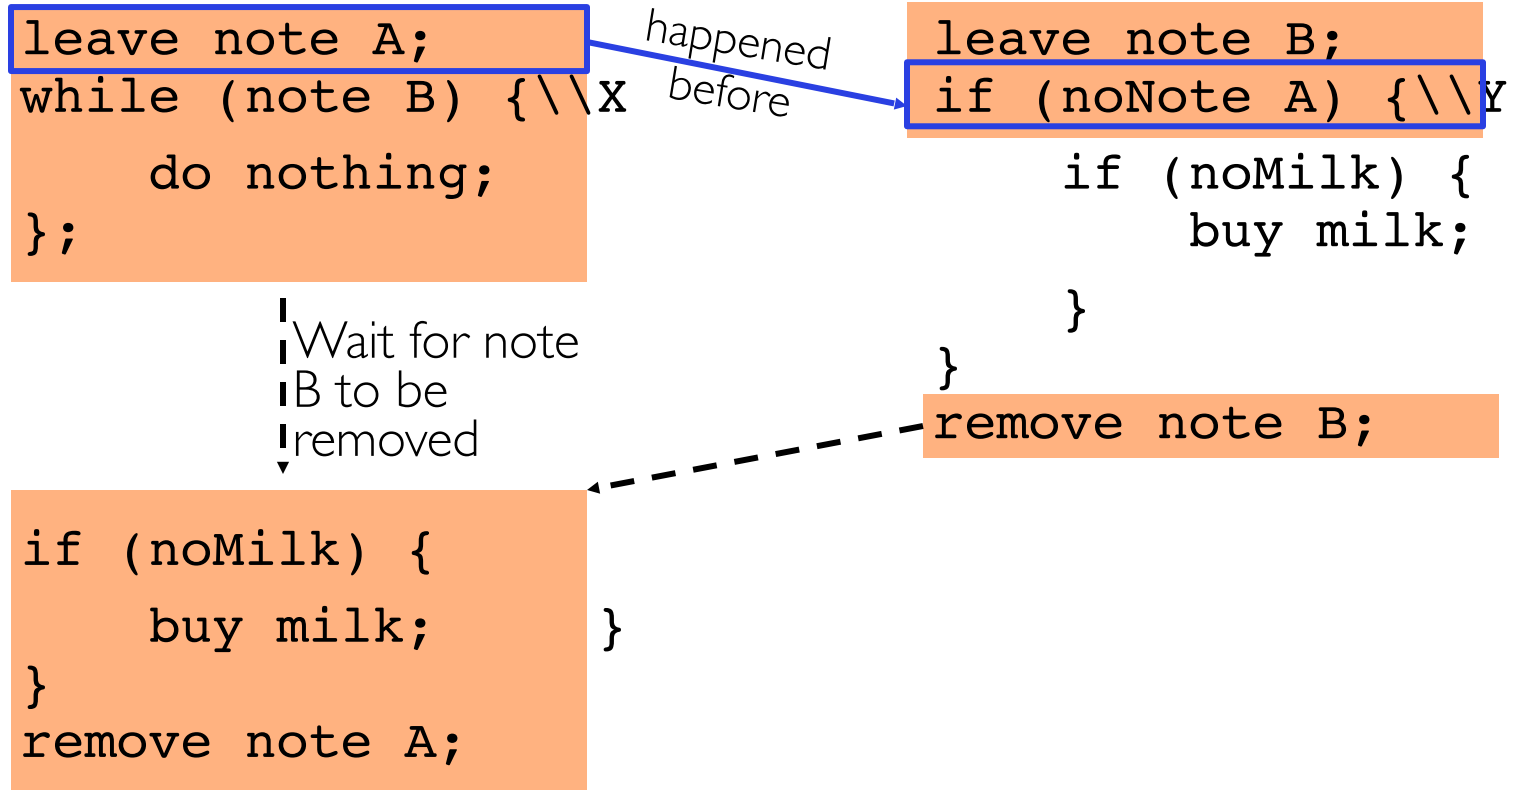 leave note A;
while (note B) {\\X
do nothing;
};
happened
before
leave note B;
if (noNote A) {\\Y
if (noMilk) {
buy milk;
}
}
remove note B;
Wait for note
B to be
removed
if (noMilk) {
buy milk; }
}
remove note A;